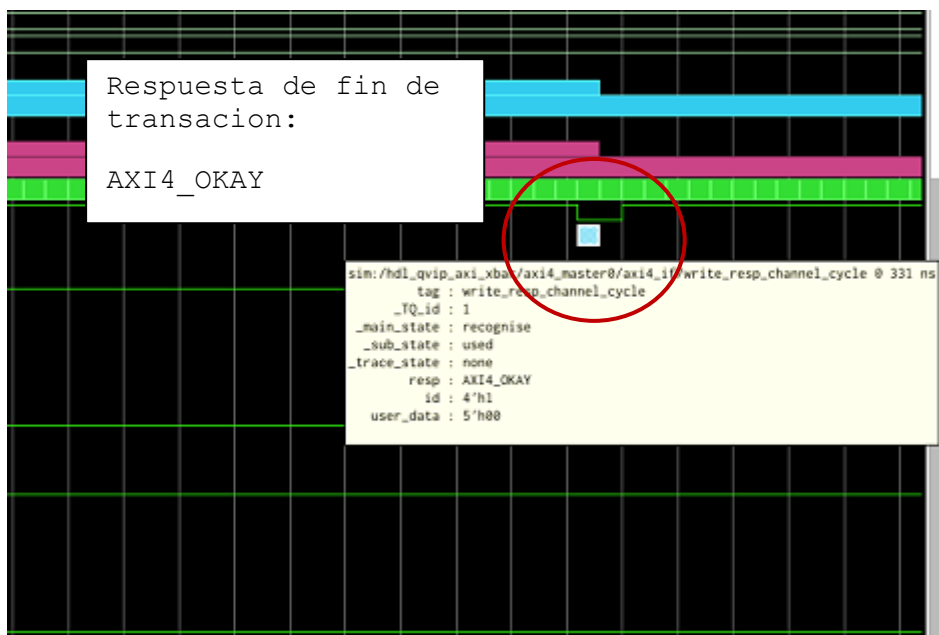 Respuesta de fin de
transacion:
AXI4_OKAY
sim:/hdl_qvip_axi_xbar/axi4_master0/axi4_if/write_resp_channel_cycle 0 331 ns
tag : write_resp_channel_cycle
_TQ_id : 1
_main_state : recognise
_sub_state : used
_trace_state : none
resp : AXI4_OKAY
id : 4'h1
user_data : 5'h00